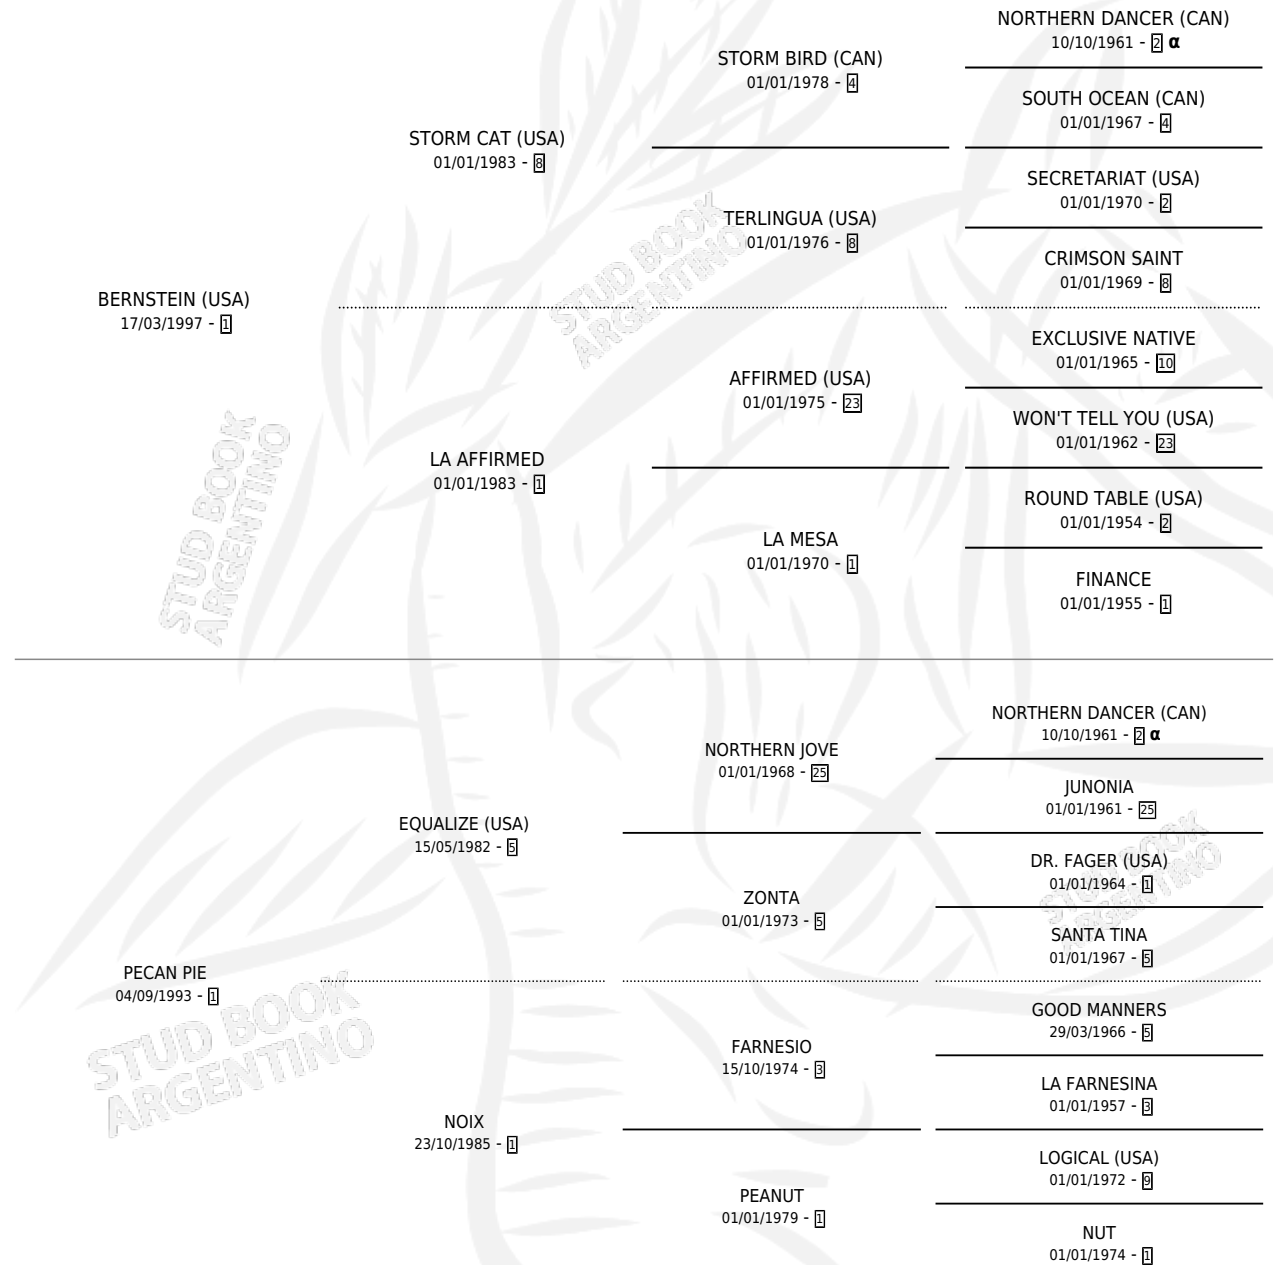 NORTHERN DANCER (CAN)
10/10/1961 - 2 α
STORM BIRD (CAN)
01/01/1978 - 4
SOUTH OCEAN (CAN)
01/01/1967 - 4
STORM CAT (USA)
01/01/1983 - 8
SECRETARIAT (USA)
01/01/1970 - 2
TERLINGUA (USA)
01/01/1976 - 8
CRIMSON SAINT
01/01/1969 - 8
BERNSTEIN (USA)
17/03/1997 - 1
EXCLUSIVE NATIVE
01/01/1965 - 10
AFFIRMED (USA)
01/01/1975 - 23
WON'T TELL YOU (USA)
01/01/1962 - 23
LA AFFIRMED
01/01/1983 - 1
ROUND TABLE (USA)
01/01/1954 - 2
LA MESA
01/01/1970 - 1
FINANCE
01/01/1955 - 1
NORTHERN DANCER (CAN)
10/10/1961 - 2 α
NORTHERN JOVE
01/01/1968 - 25
JUNONIA
01/01/1961 - 25
EQUALIZE (USA)
15/05/1982 - 5
DR. FAGER (USA)
01/01/1964 - 1
ZONTA
01/01/1973 - 5
SANTA TINA
01/01/1967 - 5
PECAN PIE
04/09/1993 - 1
GOOD MANNERS
29/03/1966 - 5
FARNESIO
15/10/1974 - 3
LA FARNESINA
01/01/1957 - 3
NOIX
23/10/1985 - 1
LOGICAL (USA)
01/01/1972 - 9
PEANUT
01/01/1979 - 1
NUT
01/01/1974 - 1
STUD BOOK
ARGENTINO
STUD BOOK
ARGENTINO
STUD BOOK
ARGENTINO
STUD BOOK
ARGENTINO